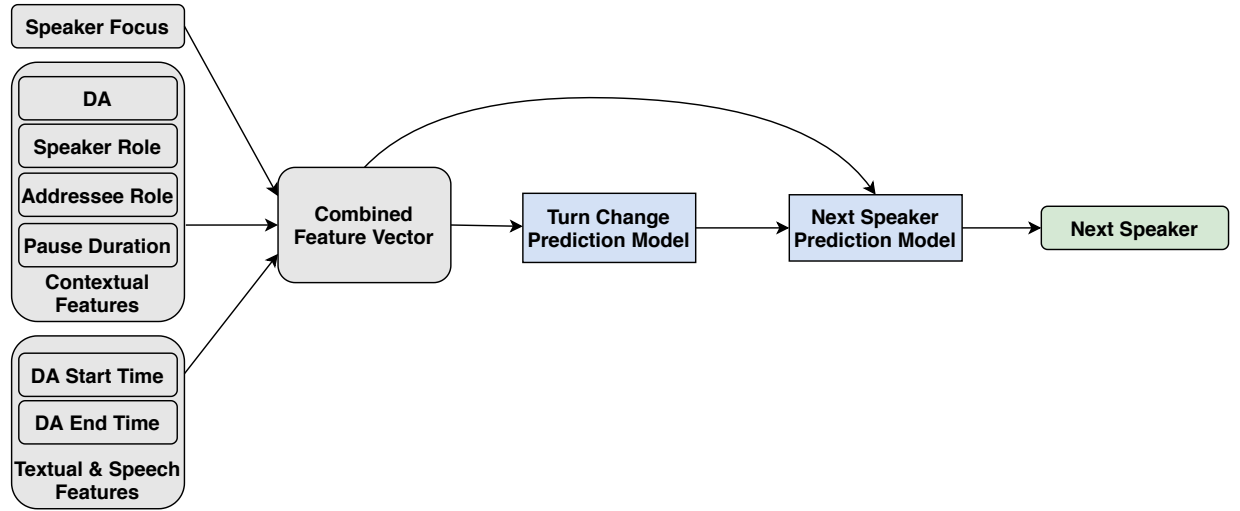 Speaker Focus
DA
Speaker Role
Addressee Role
Pause Duration
Contextual
Features
DA Start Time
DA End Time
Textual & Speech
Features
Combined
Feature Vector
Turn Change
Prediction Model
Next Speaker
Prediction Model
Next Speaker